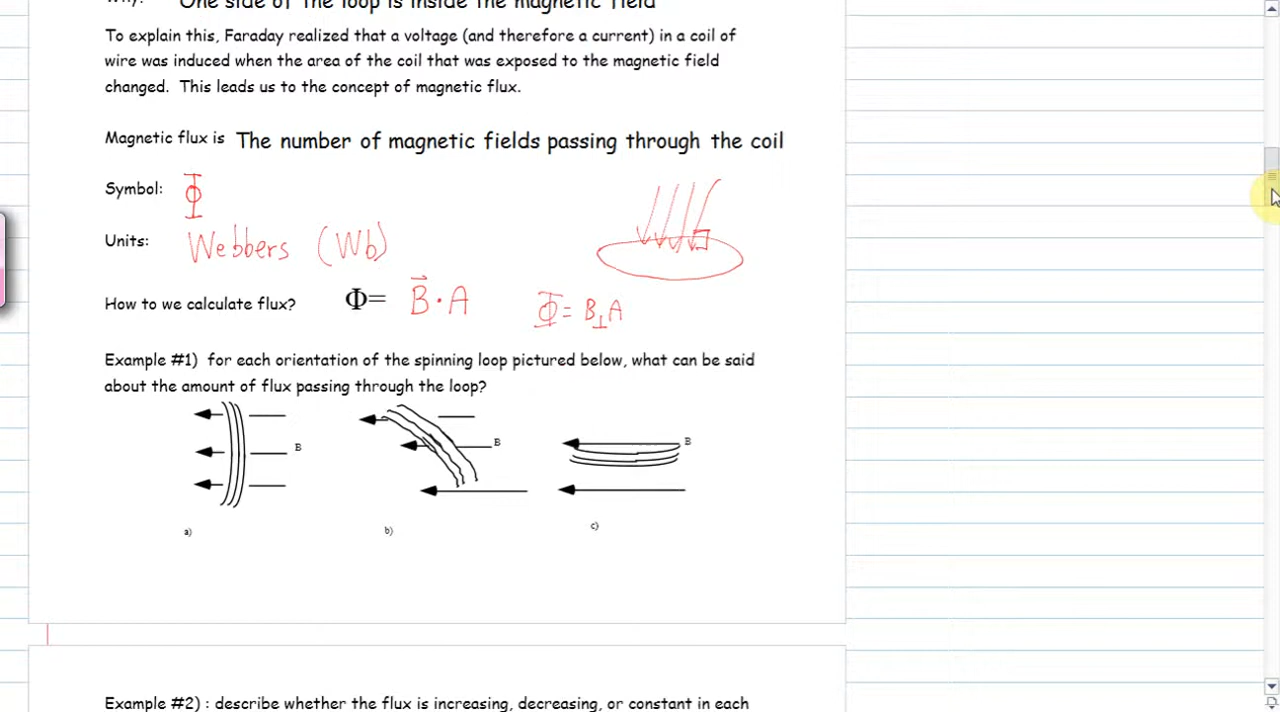 Why: One side of the loop is inside the magnetic field
To explain this, Faraday realized that a voltage (and therefore a current) in a coil of
wire was induced when the area of the coil that was exposed to the magnetic field
changed. This leads us to the concept of magnetic flux.
Magnetic flux is The number of magnetic fields passing through the coil
Symbol: Φ
Units: Webbers (Wb)
How to we calculate flux? Φ= B⃗·A Φ= B⊥A
Example #1) for each orientation of the spinning loop pictured below, what can be said
about the amount of flux passing through the loop?
B B B
a) b) c)
Example #2) : describe whether the flux is increasing, decreasing, or constant in each